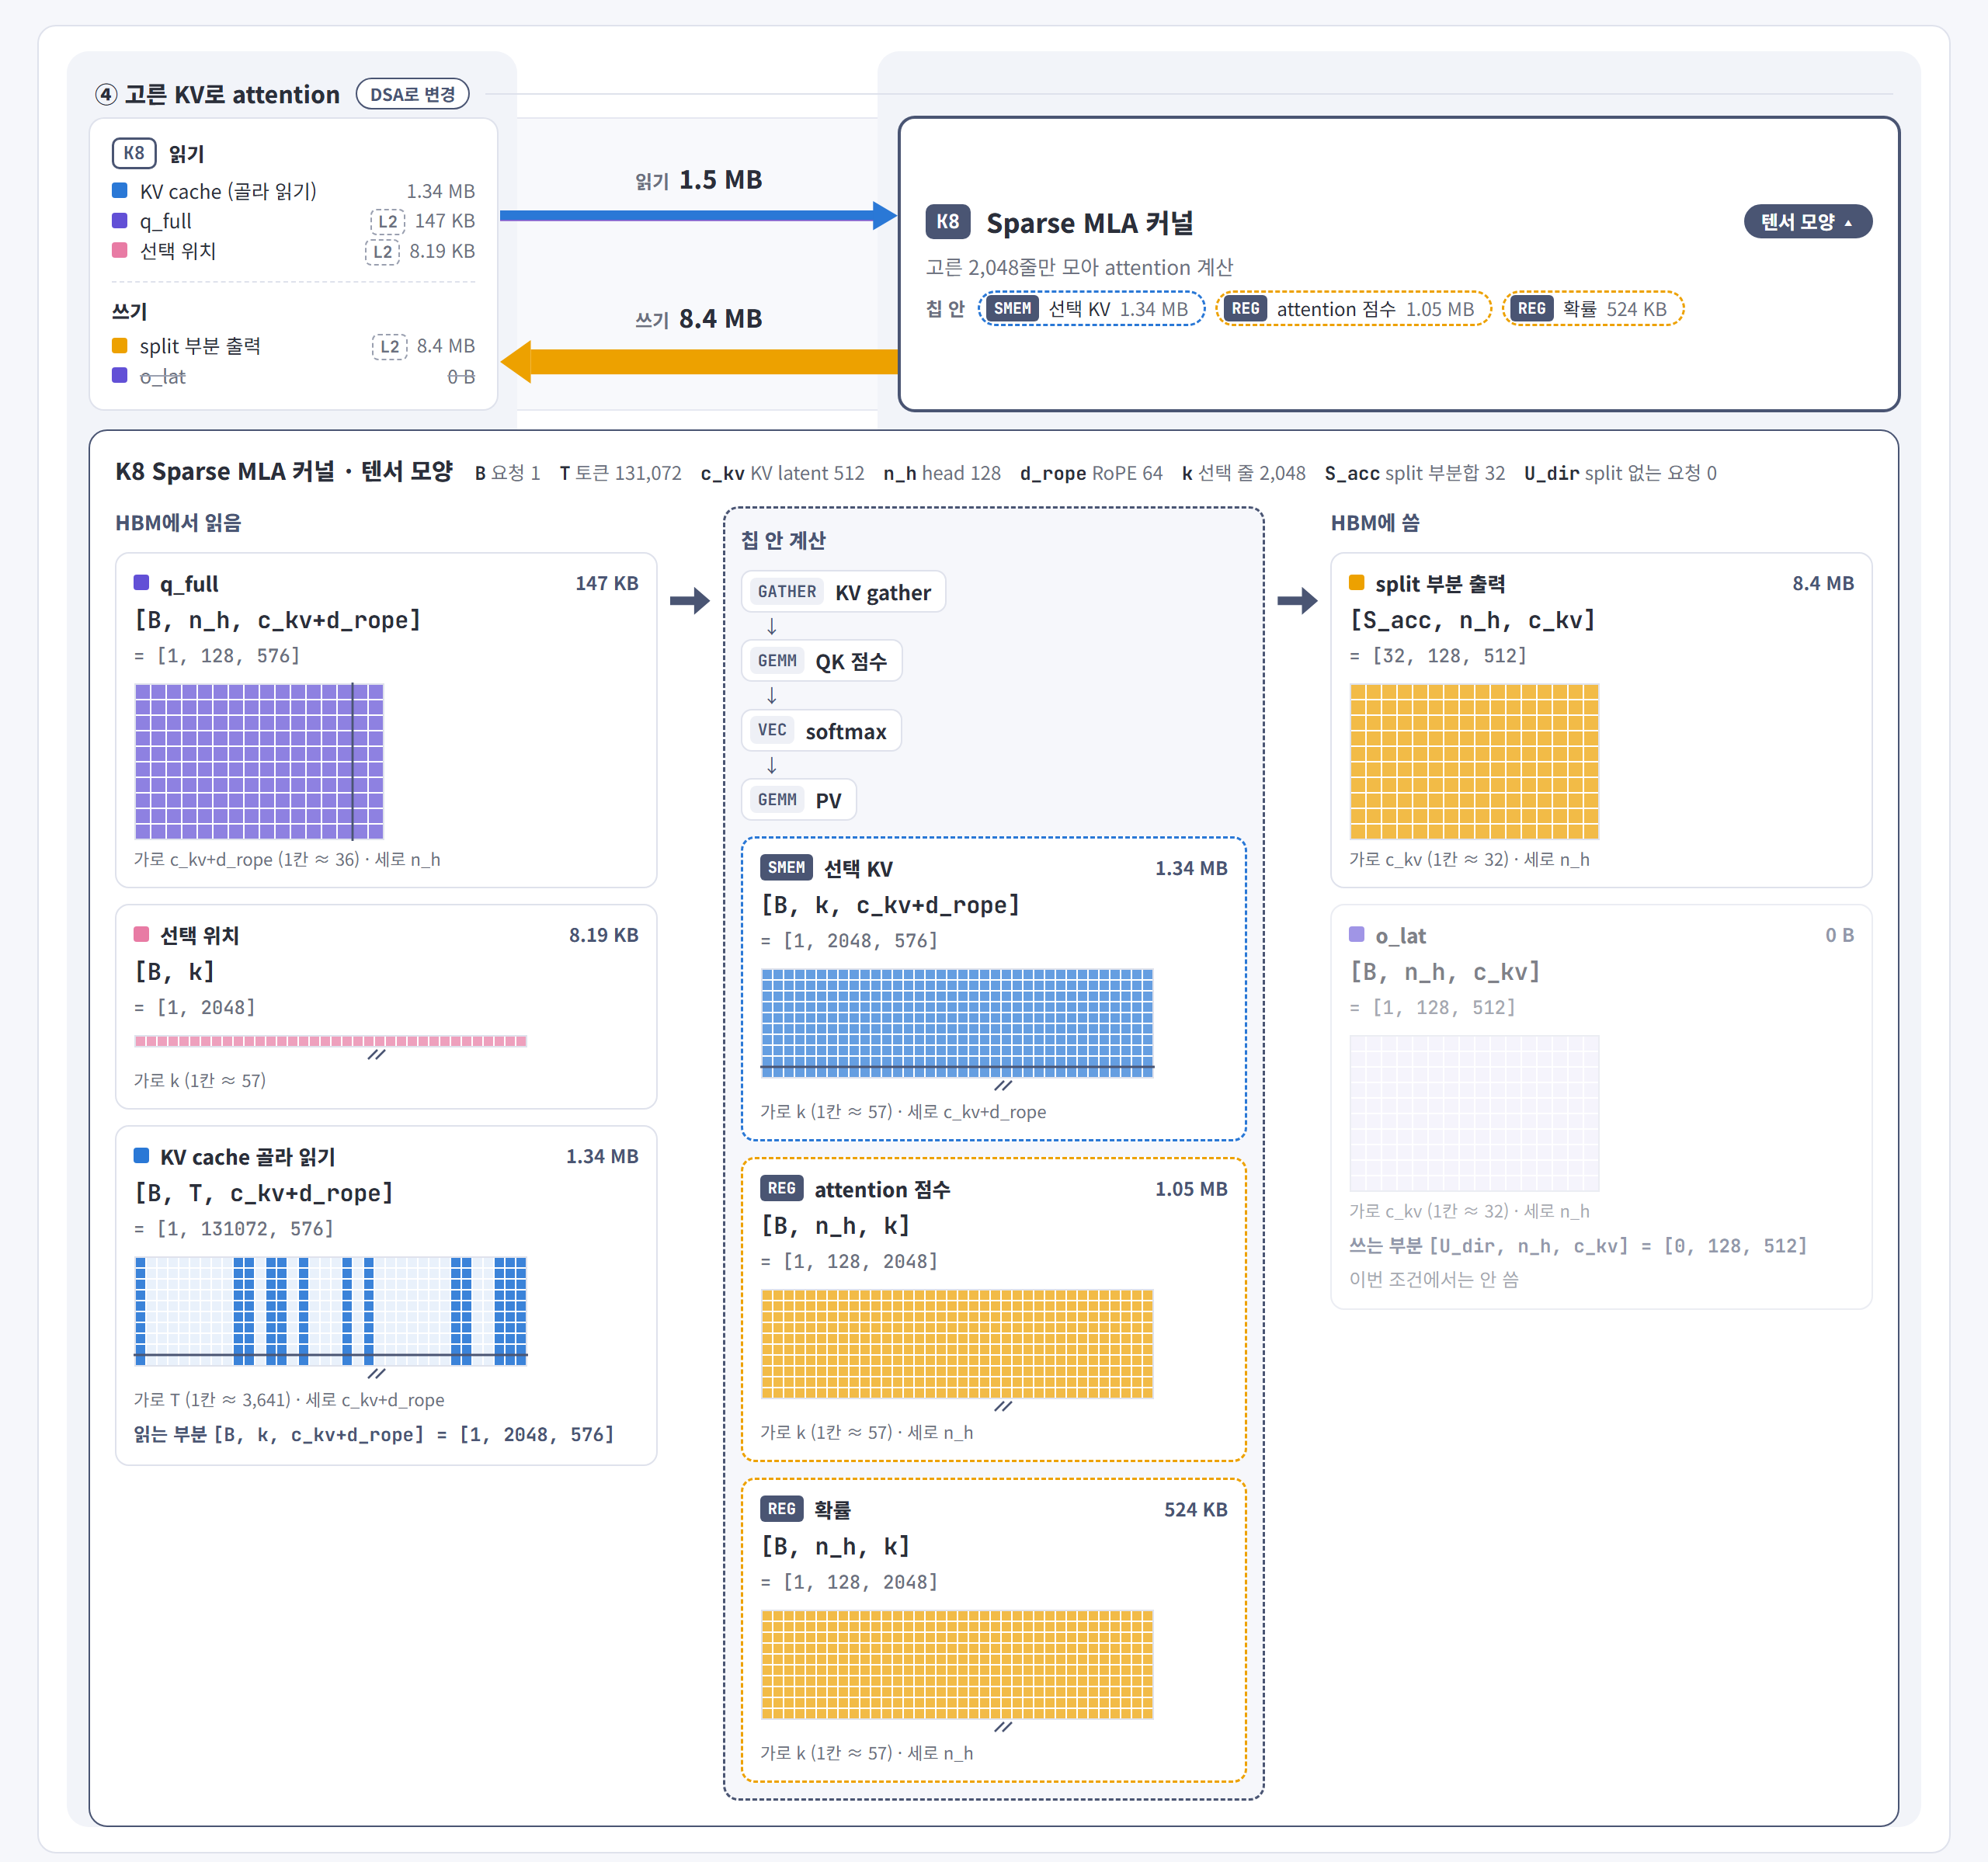 ④ 고른 KV로 attention DSA로 변경
K8 읽기
KV cache (골라 읽기) 1.34 MB
q_full L2 147 KB
선택 위치 L2 8.19 KB
쓰기
split 부분 출력 L2 8.4 MB
o_lat 0 B
읽기 1.5 MB
쓰기 8.4 MB
K8 Sparse MLA 커널 텐서 모양 ▲
고른 2,048줄만 모아 attention 계산
칩 안 SMEM 선택 KV 1.34 MB REG attention 점수 1.05 MB REG 확률 524 KB
K8 Sparse MLA 커널 · 텐서 모양 B 요청 1 T 토큰 131,072 c_kv KV latent 512 n_h head 128 d_rope RoPE 64 k 선택 줄 2,048 S_acc split 부분합 32 U_dir split 없는 요청 0
HBM에서 읽음
q_full 147 KB
[B, n_h, c_kv+d_rope]
= [1, 128, 576]
가로 c_kv+d_rope (1칸 ≈ 36) · 세로 n_h
선택 위치 8.19 KB
[B, k]
= [1, 2048]
가로 k (1칸 ≈ 57)
KV cache 골라 읽기 1.34 MB
[B, T, c_kv+d_rope]
= [1, 131072, 576]
가로 T (1칸 ≈ 3,641) · 세로 c_kv+d_rope
읽는 부분 [B, k, c_kv+d_rope] = [1, 2048, 576]
칩 안 계산
GATHER KV gather
↓
GEMM QK 점수
↓
VEC softmax
↓
GEMM PV
SMEM 선택 KV 1.34 MB
[B, k, c_kv+d_rope]
= [1, 2048, 576]
가로 k (1칸 ≈ 57) · 세로 c_kv+d_rope
REG attention 점수 1.05 MB
[B, n_h, k]
= [1, 128, 2048]
가로 k (1칸 ≈ 57) · 세로 n_h
REG 확률 524 KB
[B, n_h, k]
= [1, 128, 2048]
가로 k (1칸 ≈ 57) · 세로 n_h
HBM에 씀
split 부분 출력 8.4 MB
[S_acc, n_h, c_kv]
= [32, 128, 512]
가로 c_kv (1칸 ≈ 32) · 세로 n_h
o_lat 0 B
[B, n_h, c_kv]
= [1, 128, 512]
가로 c_kv (1칸 ≈ 32) · 세로 n_h
쓰는 부분 [U_dir, n_h, c_kv] = [0, 128, 512]
이번 조건에서는 안 씀